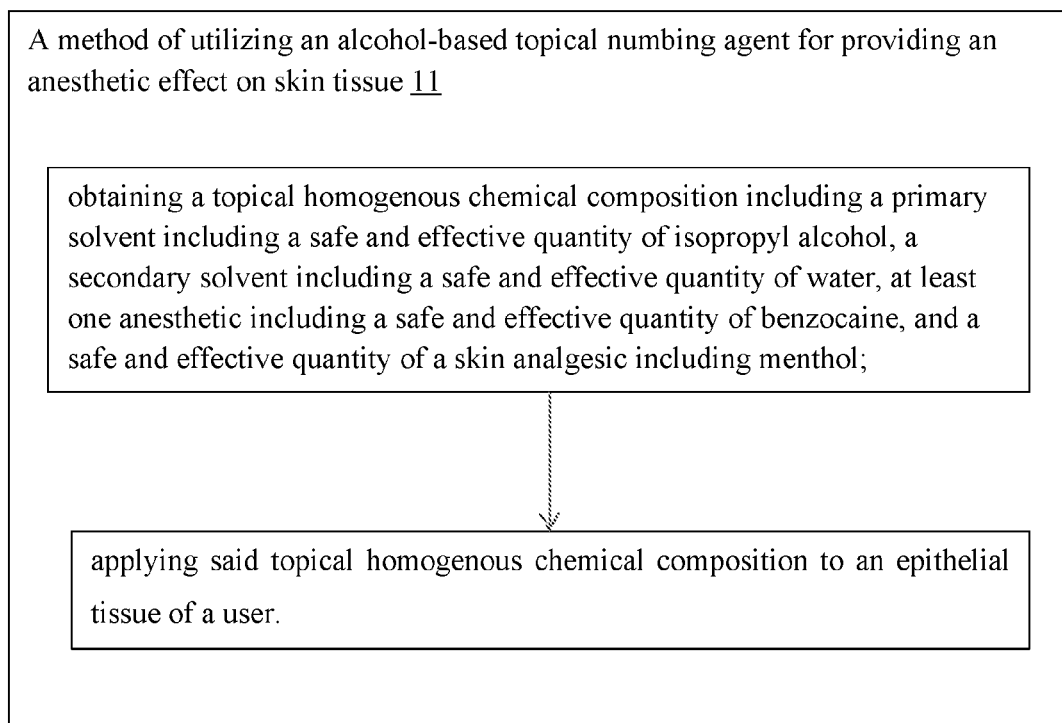 A method of utilizing an alcohol-based topical numbing agent for providing an
anesthetic effect on skin tissue 11
obtaining a topical homogenous chemical composition including a primary
solvent including a safe and effective quantity of isopropyl alcohol, a
secondary solvent including a safe and effective quantity of water, at least
one anesthetic including a safe and effective quantity of benzocaine, and a
safe and effective quantity of a skin analgesic including menthol;
applying said topical homogenous chemical composition to an epithelial
tissue of a user.